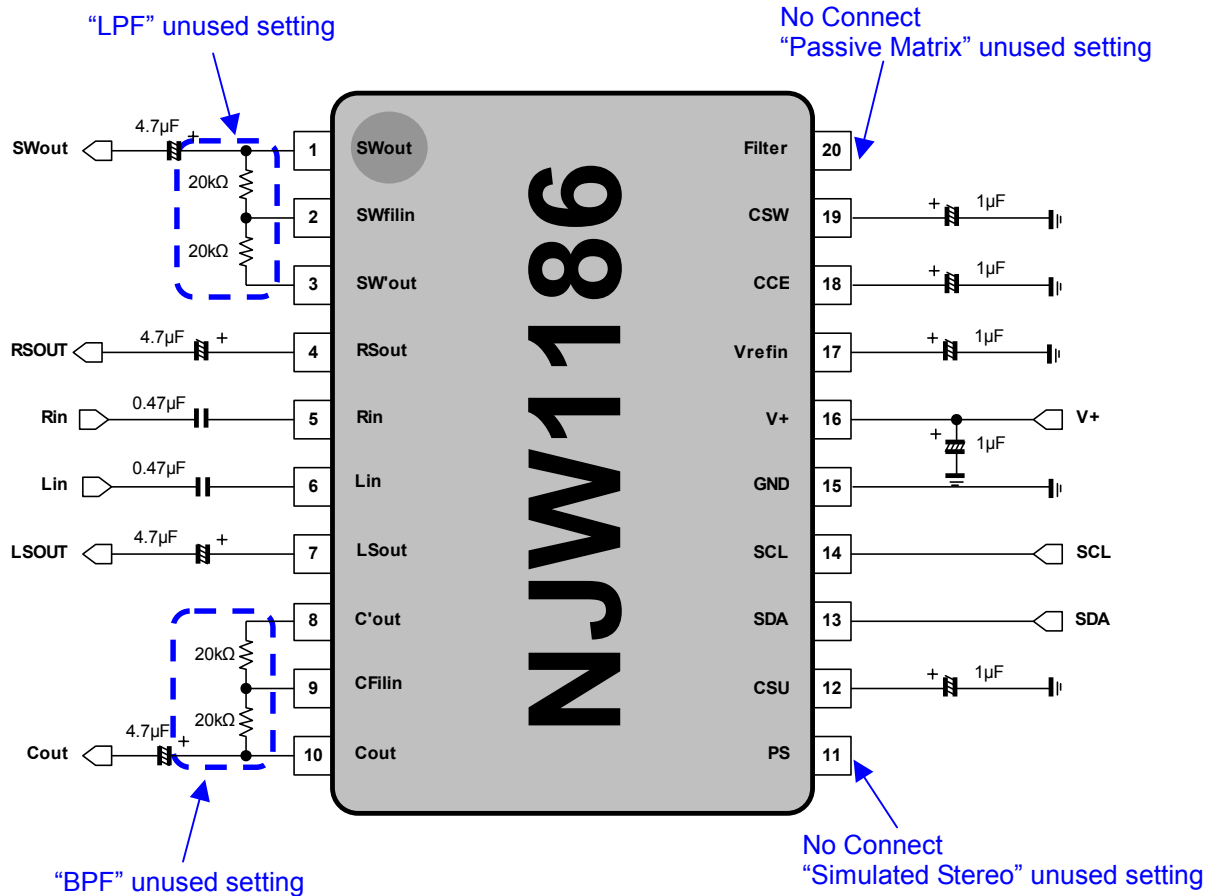 “LPF” unused setting
No Connect
“Passive Matrix” unused setting
4.7µF
+
SWout
1
SWout
Filter
20
20kΩ
2
SWfilin
CSW
19
+
1µF
20kΩ
3
SW'out
CCE
18
+
1µF
RSOUT
4.7µF
+
4
RSout
Vrefin
17
+
1µF
Rin
0.47µF
5
Rin
V+
16
V+
+
1µF
Lin
0.47µF
6
Lin
GND
15
LSOUT
4.7µF
+
7
LSout
SCL
14
SCL
8
C'out
SDA
13
SDA
20kΩ
9
CFilin
CSU
12
+
1µF
20kΩ
4.7µF
+
Cout
10
Cout
PS
11
NJW1186
“BPF” unused setting
No Connect
“Simulated Stereo” unused setting